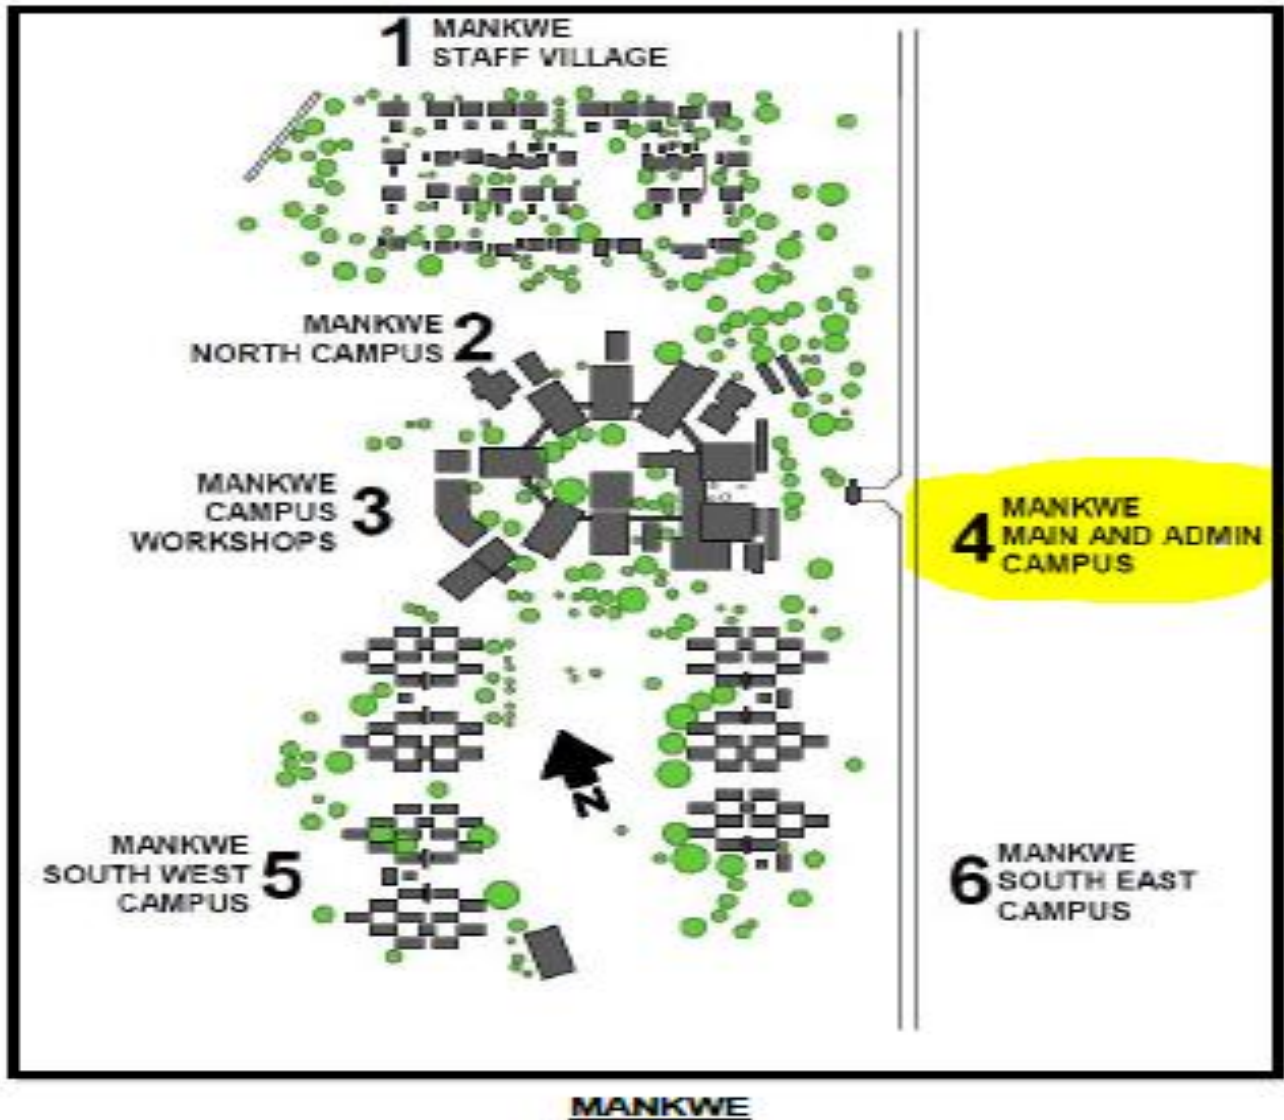 1 MANKWE
STAFF VILLAGE
MANKWE 2
NORTH CAMPUS
MANKWE
CAMPUS 3
WORKSHOPS
4 MANKWE
MAIN AND ADMIN
CAMPUS
N
MANKWE
SOUTH WEST 5
CAMPUS
6 MANKWE
SOUTH EAST
CAMPUS
MANKWE